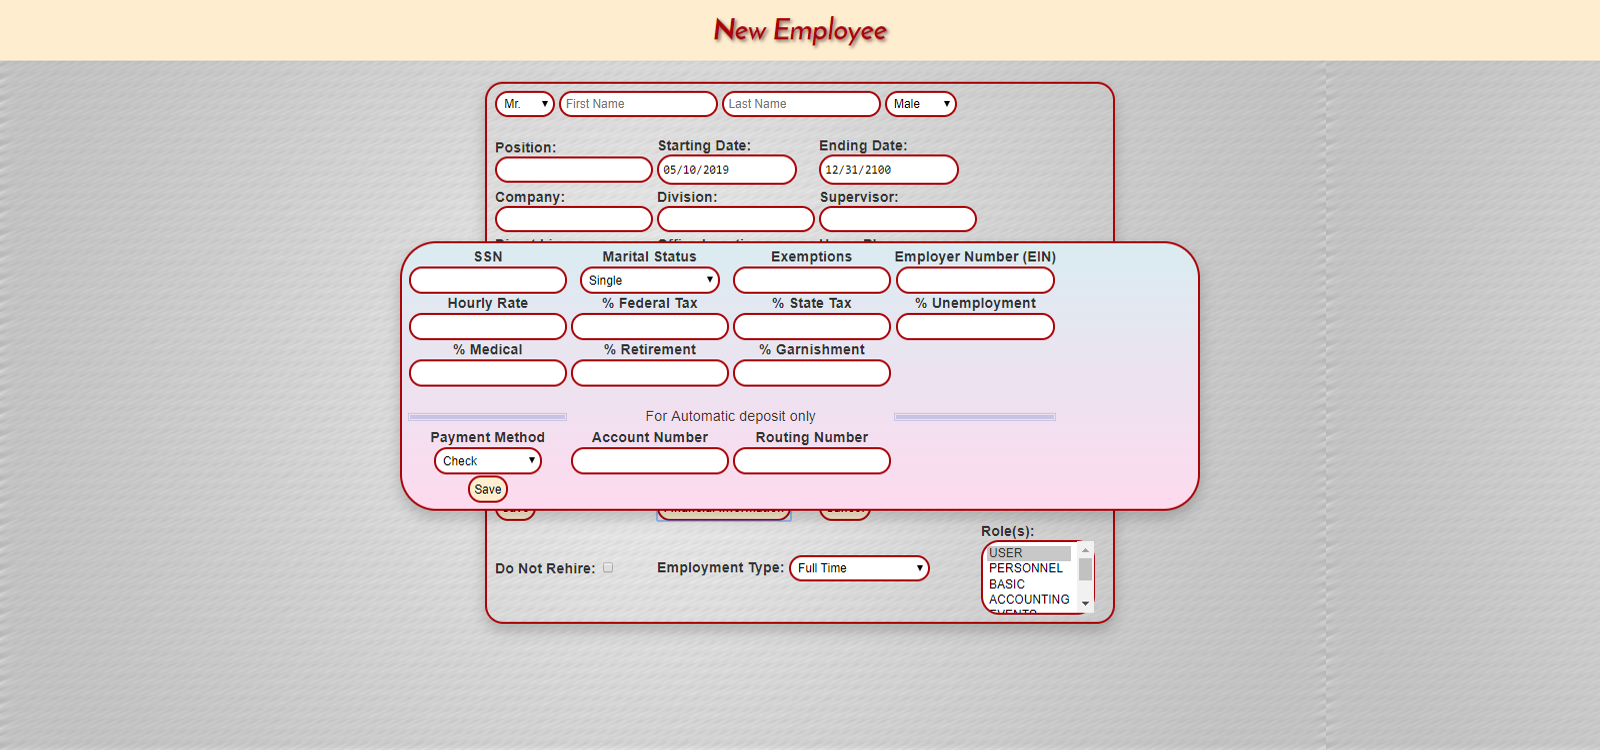 New Employee
Mr. First Name Last Name Male
Position: Starting Date: Ending Date:
05/10/2019 12/31/2100
Company: Division: Supervisor:
SSN Marital Status Exemptions Employer Number (EIN)
Single
Hourly Rate % Federal Tax % State Tax % Unemployment
% Medical % Retirement % Garnishment
For Automatic deposit only
Payment Method Account Number Routing Number
Check
Save
Role(s):
USER
Do Not Rehire: Employment Type: Full Time
PERSONNEL
BASIC
ACCOUNTING
EVENTS